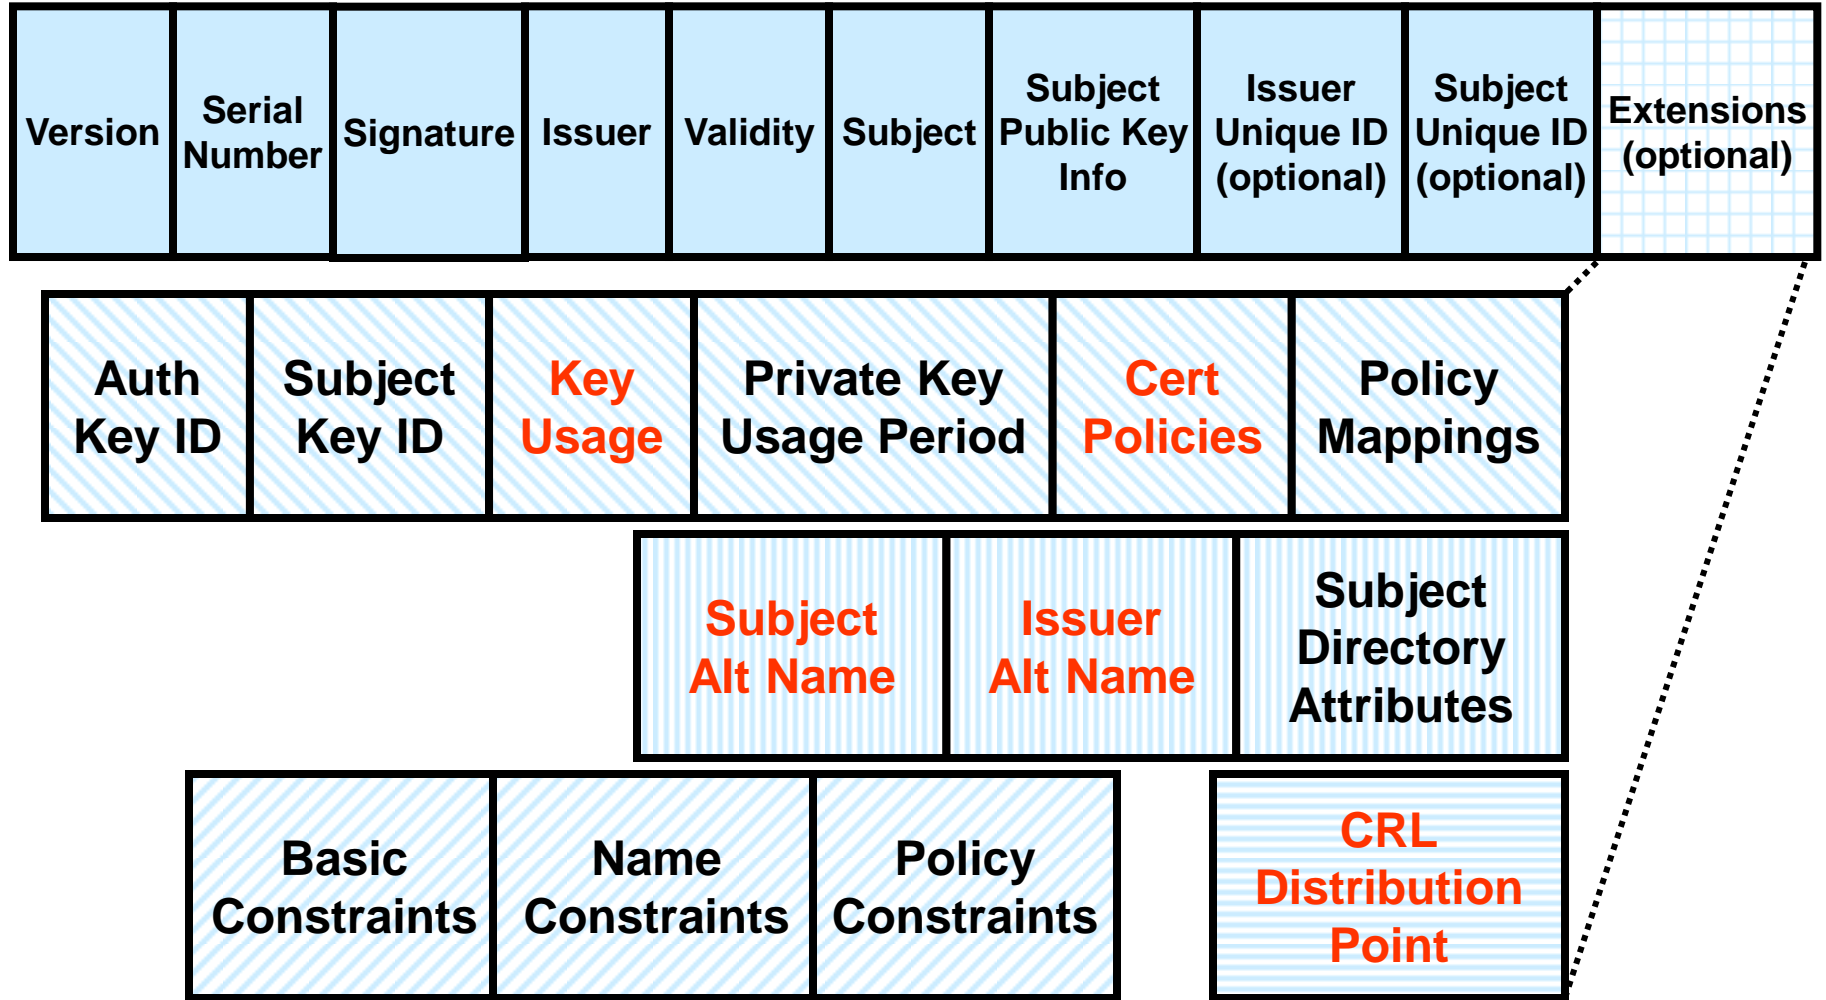 Version
Serial
Number
Signature
Issuer
Validity
Subject
Subject
Public Key
Info
Issuer
Unique ID
(optional)
Subject
Unique ID
(optional)
Extensions
(optional)
Auth
Key ID
Subject
Key ID
Key
Usage
Private Key
Usage Period
Cert
Policies
Policy
Mappings
Subject
Alt Name
Issuer
Alt Name
Subject
Directory
Attributes
Basic
Constraints
Name
Constraints
Policy
Constraints
CRL
Distribution
Point